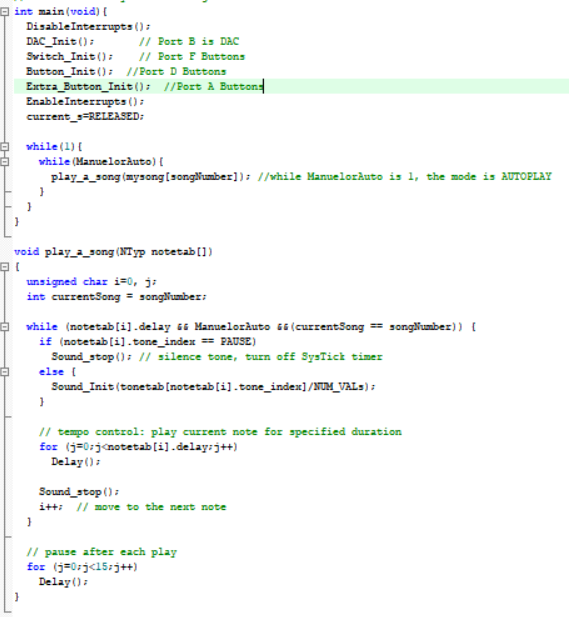 int main(void){
DisableInterrupts();
DAC_Init(); // Port B is DAC
Switch_Init(); // Port F Buttons
Button_Init(); //Port D Buttons
Extra_Button_Init(); //Port A Buttons
EnableInterrupts();
current_s=RELEASED;
while(1){
while(ManuelorAuto){
play_a_song(mysong[songNumber]); //while ManuelorAuto is 1, the mode is AUTOPLAY
}
}
}
void play_a_song(NTyp notetab[])
{
unsigned char i=0, j;
int currentSong = songNumber;
while (notetab[i].delay && ManuelorAuto &&(currentSong == songNumber)) {
if (notetab[i].tone_index == PAUSE)
Sound_stop(); // silence tone, turn off SysTick timer
else {
Sound_Init(tonetab[notetab[i].tone_index]/NUM_VALs);
}
// tempo control: play current note for specified duration
for (j=0;j<notetab[i].delay;j++)
Delay();
Sound_stop();
i++; // move to the next note
}
// pause after each play
for (j=0;j<15;j++)
Delay();
}